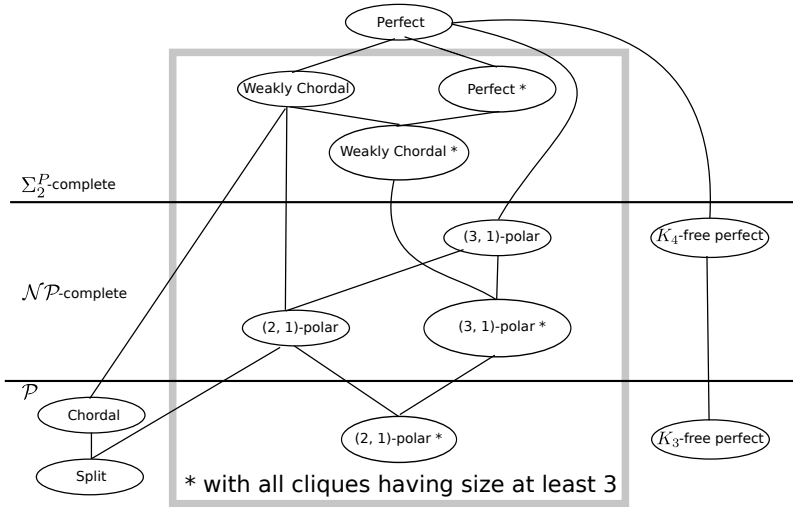 Perfect
Weakly Chordal
Perfect *
Weakly Chordal *
Σ₂ᴾ-complete
(3, 1)-polar
K₄-free perfect
𝒩𝒫-complete
(2, 1)-polar
(3, 1)-polar *
𝒫
Chordal
(2, 1)-polar *
K₃-free perfect
Split
* with all cliques having size at least 3